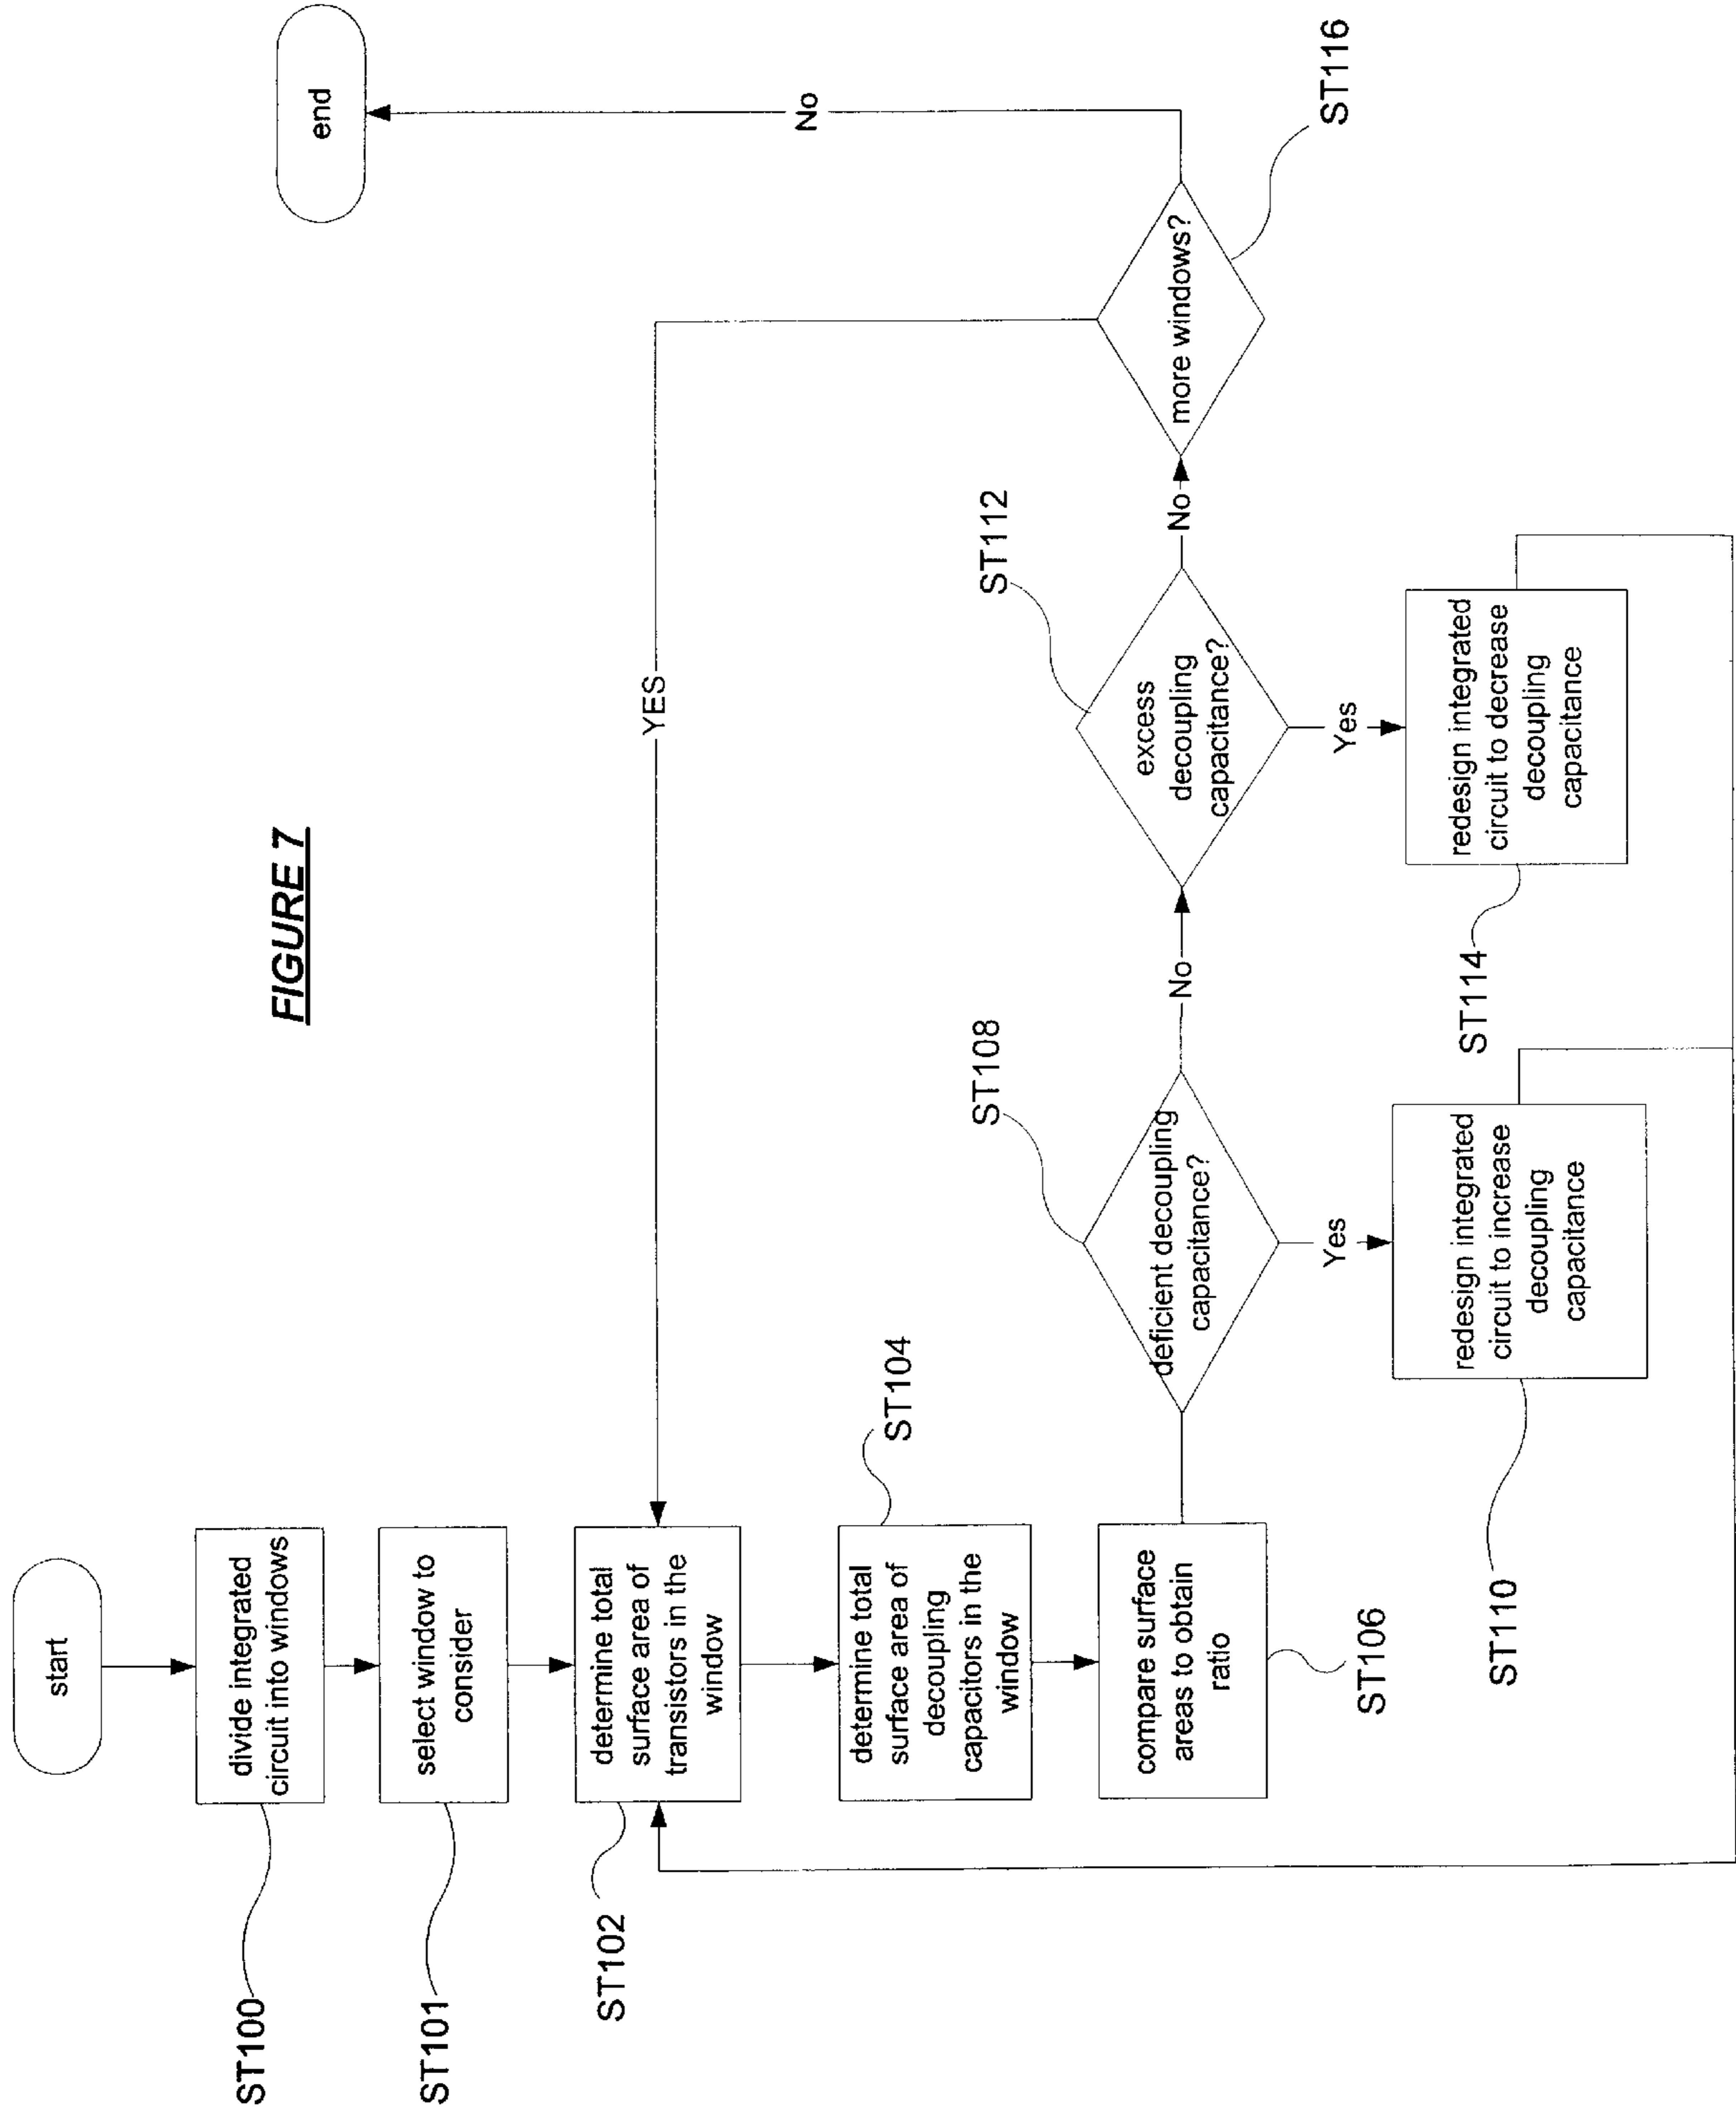 FIGURE 7
start
divide integrated
circuit into windows
ST100
select window to
consider
ST101
determine total
surface area of
transistors in the
window
ST102
determine total
surface area of
decoupling
capacitors in the
window
ST104
compare surface
areas to obtain
ratio
ST106
deficient decoupling
capacitance?
ST108
Yes
No
redesign integrated
circuit to increase
decoupling
capacitance
ST110
excess
decoupling
capacitance?
ST112
Yes
No
redesign integrated
circuit to decrease
decoupling
capacitance
ST114
more windows?
ST116
YES
No
end